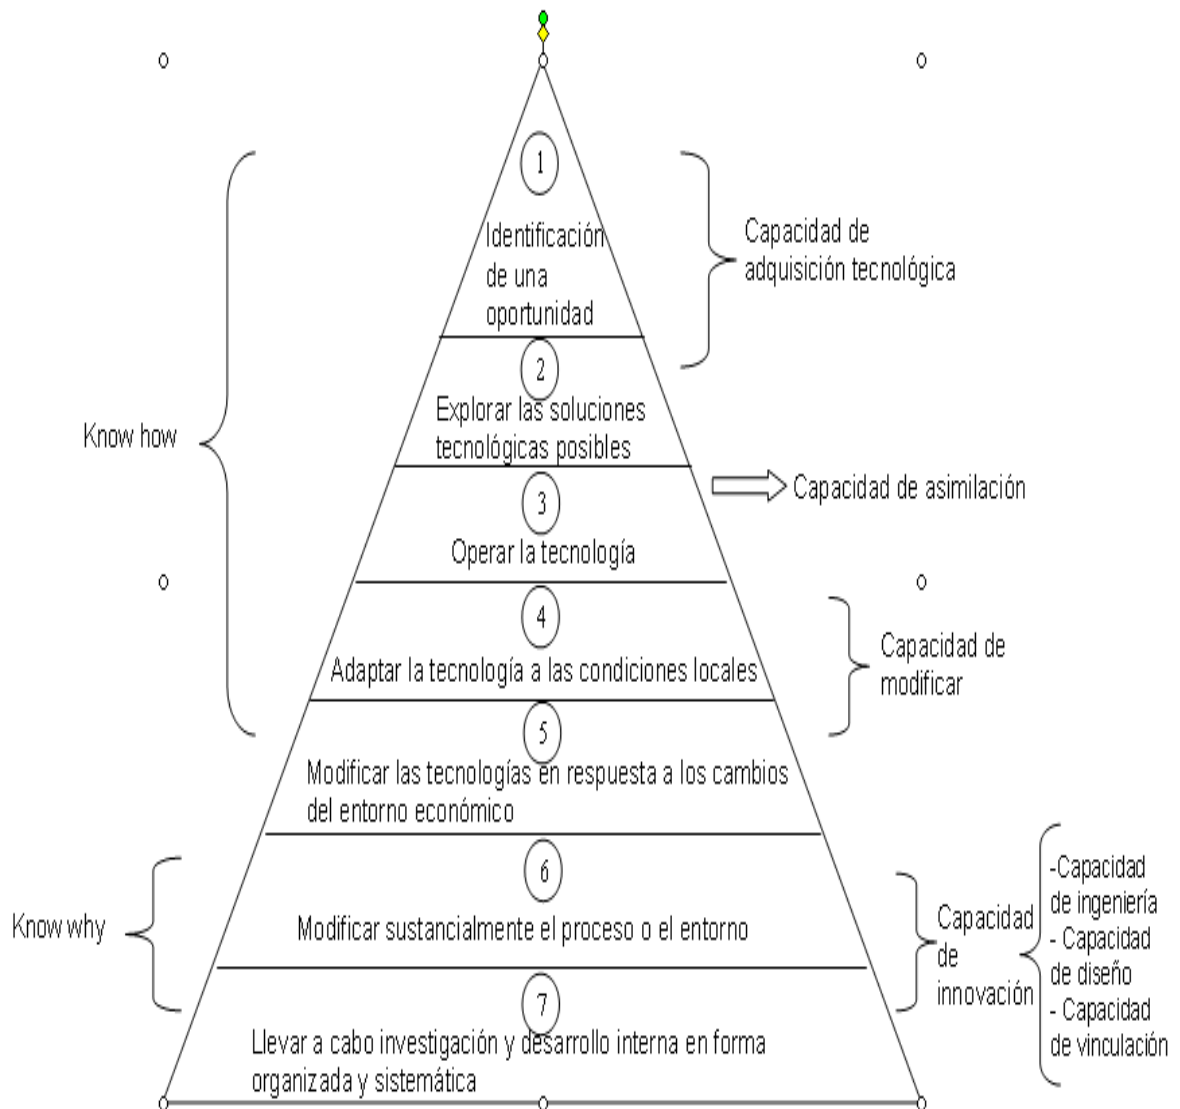 1
Identificación
de una
oportunidad
Capacidad de
adquisición tecnológica
2
Explorar las soluciones
tecnológicas posibles
Know how
3
Operar la tecnología
Capacidad de asimilación
4
Adaptar la tecnología a las condiciones locales
Capacidad de
modificar
5
Modificar las tecnologías en respuesta a los cambios
del entorno económico
6
Modificar sustancialmente el proceso o el entorno
Know why
Capacidad
de
innovación
-Capacidad
de ingeniería
- Capacidad
de diseño
- Capacidad
de vinculación
7
Llevar a cabo investigación y desarrollo interna en forma
organizada y sistemática